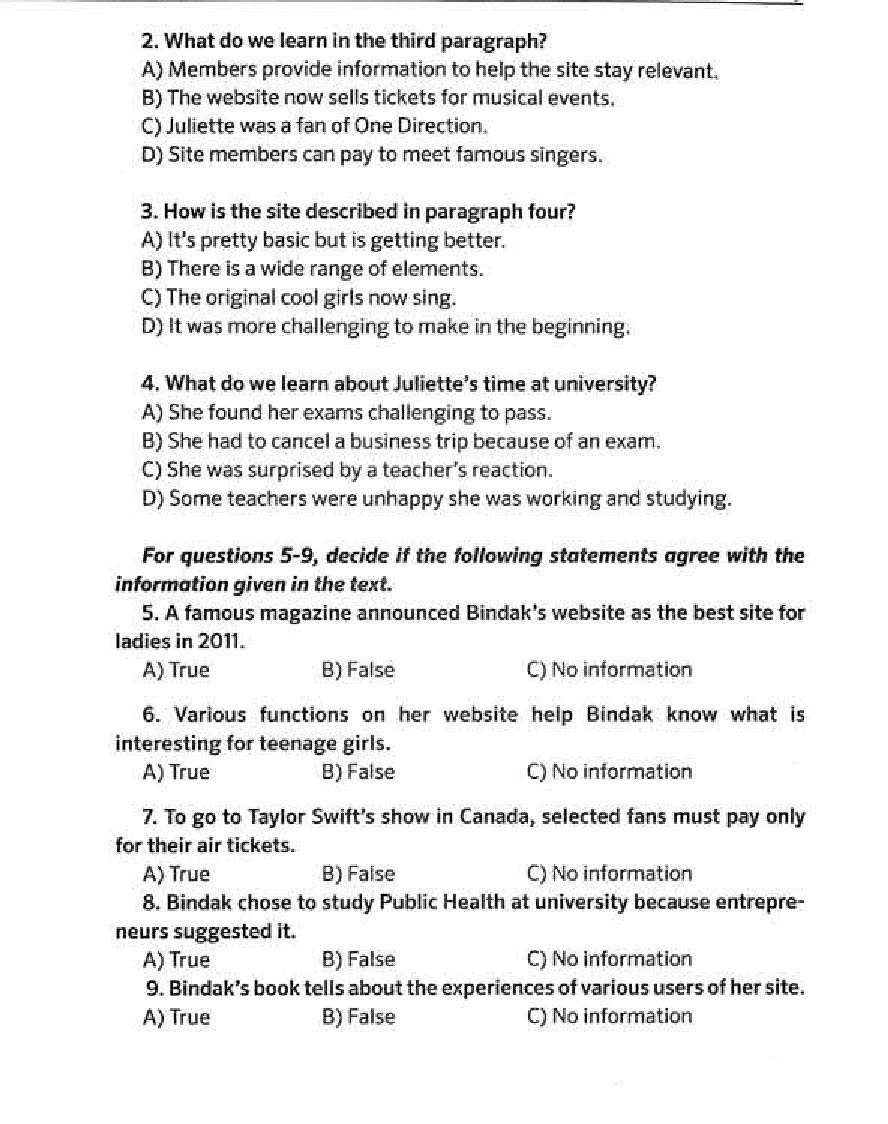 2. What do we learn in the third paragraph?
A) Members provide information to help the site stay relevant.
B) The website now sells tickets for musical events.
C) Juliette was a fan of One Direction.
D) Site members can pay to meet famous singers.
3. How is the site described in paragraph four?
A) It's pretty basic but is getting better.
B) There is a wide range of elements.
C) The original cool girls now sing.
D) It was more challenging to make in the beginning.
4. What do we learn about Juliette's time at university?
A) She found her exams challenging to pass.
B) She had to cancel a business trip because of an exam.
C) She was surprised by a teacher's reaction.
D) Some teachers were unhappy she was working and studying.
For questions 5-9, decide if the following statements agree with the
information given in the text.
5. A famous magazine announced Bindak's website as the best site for
ladies in 2011.
A) True B) False C) No information
6. Various functions on her website help Bindak know what is
interesting for teenage girls.
A) True B) False C) No information
7. To go to Taylor Swift's show in Canada, selected fans must pay only
for their air tickets.
A) True B) False C) No information
8. Bindak chose to study Public Health at university because entrepre-
neurs suggested it.
A) True B) False C) No information
9. Bindak's book tells about the experiences of various users of her site.
A) True B) False C) No information